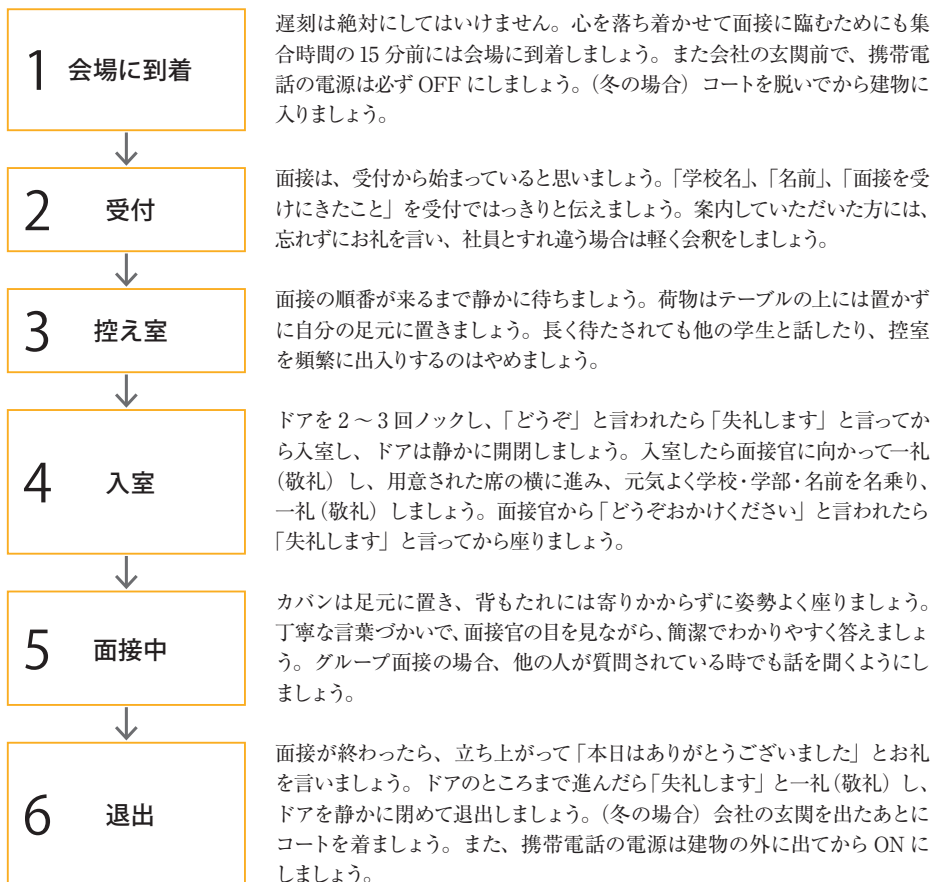 1 会場に到着
遅刻は絶対にしてはいけません。心を落ち着かせて面接に臨むためにも集
合時間の15分前には会場に到着しましょう。また会社の玄関前で、携帯電
話の電源は必ずOFFにしましょう。(冬の場合)コートを脱いでから建物に
入りましょう。
2 受付
面接は、受付から始まっていると思いましょう。「学校名」、「名前」、「面接を受
けにきたこと」を受付ではっきりと伝えましょう。案内していただいた方には、
忘れずにお礼を言い、社員とすれ違う場合は軽く会釈をしましょう。
3 控え室
面接の順番が来るまで静かに待ちましょう。荷物はテーブルの上には置かず
に自分の足元に置きましょう。長く待たされても他の学生と話したり、控室
を頻繁に出入りするのはやめましょう。
4 入室
ドアを2〜3回ノックし、「どうぞ」と言われたら「失礼します」と言ってか
ら入室し、ドアは静かに開閉しましょう。入室したら面接官に向かって一礼
(敬礼)し、用意された席の横に進み、元気よく学校・学部・名前を名乗り、
一礼(敬礼)しましょう。面接官から「どうぞおかけください」と言われたら
「失礼します」と言ってから座りましょう。
5 面接中
カバンは足元に置き、背もたれには寄りかからずに姿勢よく座りましょう。
丁寧な言葉づかいで、面接官の目を見ながら、簡潔でわかりやすく答えましょ
う。グループ面接の場合、他の人が質問されている時でも話を聞くようにし
ましょう。
6 退出
面接が終わったら、立ち上がって「本日はありがとうございました」とお礼
を言いましょう。ドアのところまで進んだら「失礼します」と一礼(敬礼)し、
ドアを静かに閉めて退出しましょう。(冬の場合)会社の玄関を出たあとに
コートを着ましょう。また、携帯電話の電源は建物の外に出てからONに
しましょう。